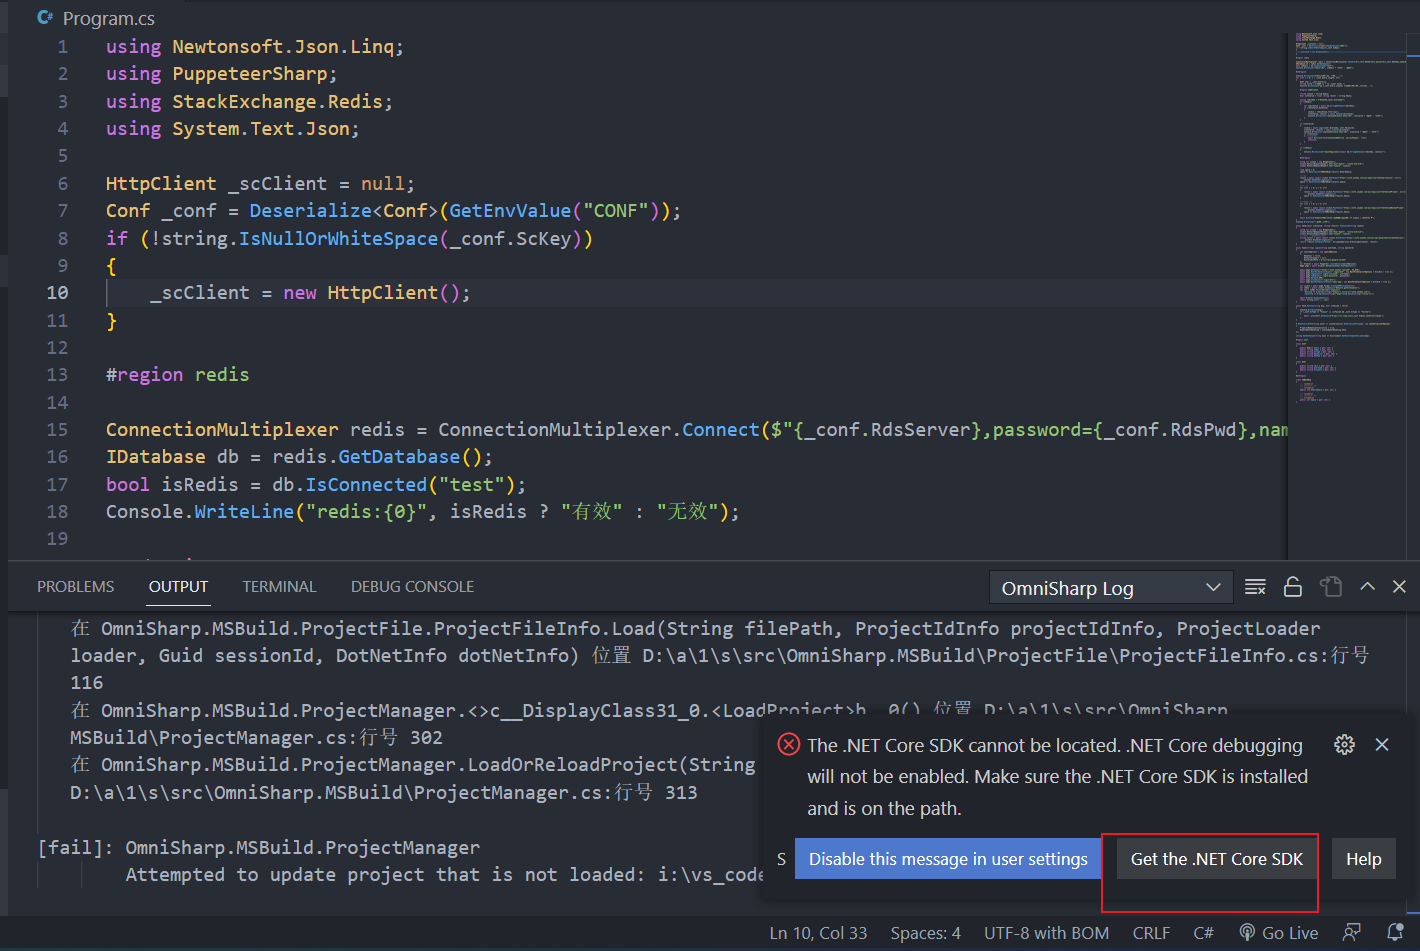 C# Program.cs
1 using Newtonsoft.Json.Linq;
2 using PuppeteerSharp;
3 using StackExchange.Redis;
4 using System.Text.Json;
5
6 HttpClient _scClient = null;
7 Conf _conf = Deserialize<Conf>(GetEnvValue("CONF"));
8 if (!string.IsNullOrWhiteSpace(_conf.ScKey))
9 {
10 _scClient = new HttpClient();
11 }
12
13 #region redis
14
15 ConnectionMultiplexer redis = ConnectionMultiplexer.Connect($"{_conf.RdsServer},password={_conf.RdsPwd},nam
16 IDatabase db = redis.GetDatabase();
17 bool isRedis = db.IsConnected("test");
18 Console.WriteLine("redis:{0}", isRedis ? "有效" : "无效");
19
PROBLEMS OUTPUT TERMINAL DEBUG CONSOLE OmniSharp Log
在 OmniSharp.MSBuild.ProjectFile.ProjectFileInfo.Load(String filePath, ProjectIdInfo projectIdInfo, ProjectLoader
loader, Guid sessionId, DotNetInfo dotNetInfo) 位置 D:\a\1\s\src\OmniSharp.MSBuild\ProjectFile\ProjectFileInfo.cs:行号
116
在 OmniSharp.MSBuild.ProjectManager.<>c__DisplayClass31_0.<LoadProject>b__0() 位置 D:\a\1\s\src\OmniSharp.
MSBuild\ProjectManager.cs:行号 302
在 OmniSharp.MSBuild.ProjectManager.LoadOrReloadProject(String
D:\a\1\s\src\OmniSharp.MSBuild\ProjectManager.cs:行号 313
[fail]: OmniSharp.MSBuild.ProjectManager
Attempted to update project that is not loaded: i:\vs_code
The .NET Core SDK cannot be located. .NET Core debugging
will not be enabled. Make sure the .NET Core SDK is installed
and is on the path.
S Disable this message in user settings Get the .NET Core SDK Help
Ln 10, Col 33 Spaces: 4 UTF-8 with BOM CRLF C# Go Live